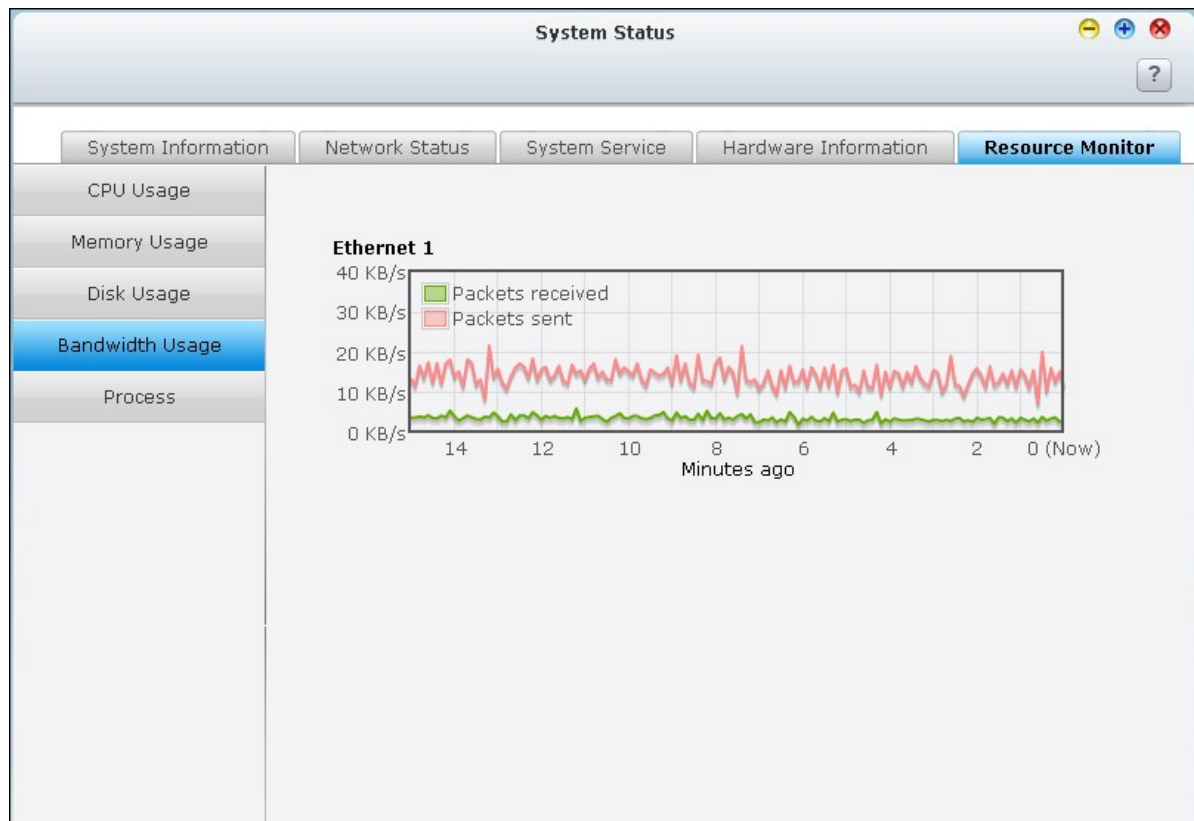 System Status
?
System Information Network Status System Service Hardware Information Resource Monitor
CPU Usage
Memory Usage
Disk Usage
Bandwidth Usage
Process
Ethernet 1
40 KB/s
30 KB/s
20 KB/s
10 KB/s
0 KB/s
Packets received
Packets sent
14 12 10 8 6 4 2 0 (Now)
Minutes ago